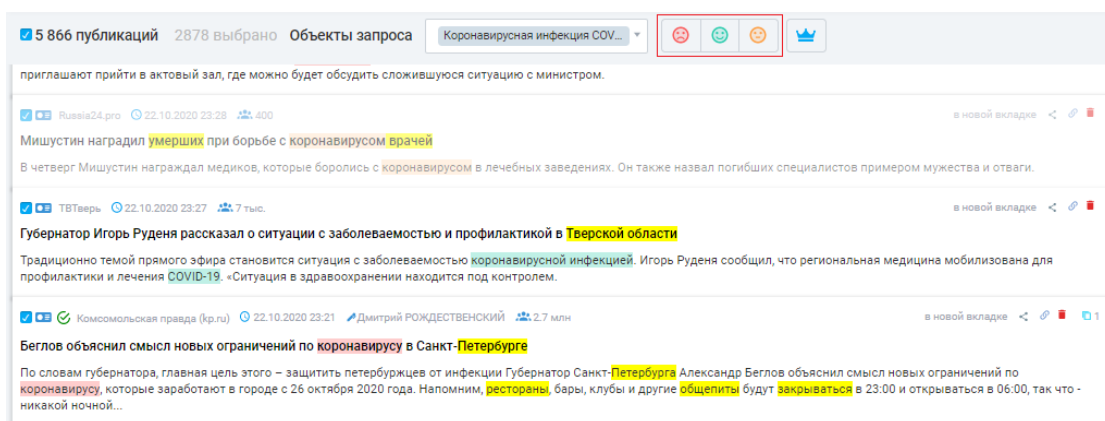 5 866 публикаций 2878 выбрано Объекты запроса Коронавирусная инфекция COV...
приглашают прийти в актовый зал, где можно будет обсудить сложившуюся ситуацию с министром.
Russia24.pro 22.10.2020 23:28 400 в новой вкладке
Мишустин наградил умерших при борьбе с коронавирусом врачей
В четверг Мишустин награждал медиков, которые боролись с коронавирусом в лечебных заведениях. Он также назвал погибших специалистов примером мужества и отваги.
ТВТверь 22.10.2020 23:27 7 тыс. в новой вкладке
Губернатор Игорь Руденя рассказал о ситуации с заболеваемостью и профилактикой в Тверской области
Традиционно темой прямого эфира становится ситуация с заболеваемостью коронавирусной инфекцией. Игорь Руденя сообщил, что региональная медицина мобилизована для
профилактики и лечения COVID-19. «Ситуация в здравоохранении находится под контролем.
Комсомольская правда (kp.ru) 22.10.2020 23:21 Дмитрий РОЖДЕСТВЕНСКИЙ 2.7 млн в новой вкладке 1
Беглов объяснил смысл новых ограничений по коронавирусу в Санкт-Петербурге
По словам губернатора, главная цель этого – защитить петербуржцев от инфекции Губернатор Санкт-Петербурга Александр Беглов объяснил смысл новых ограничений по
коронавирусу, которые заработают в городе с 26 октября 2020 года. Напомним, рестораны, бары, клубы и другие общепиты будут закрываться в 23:00 и открываться в 06:00, так что -
никакой ночной...